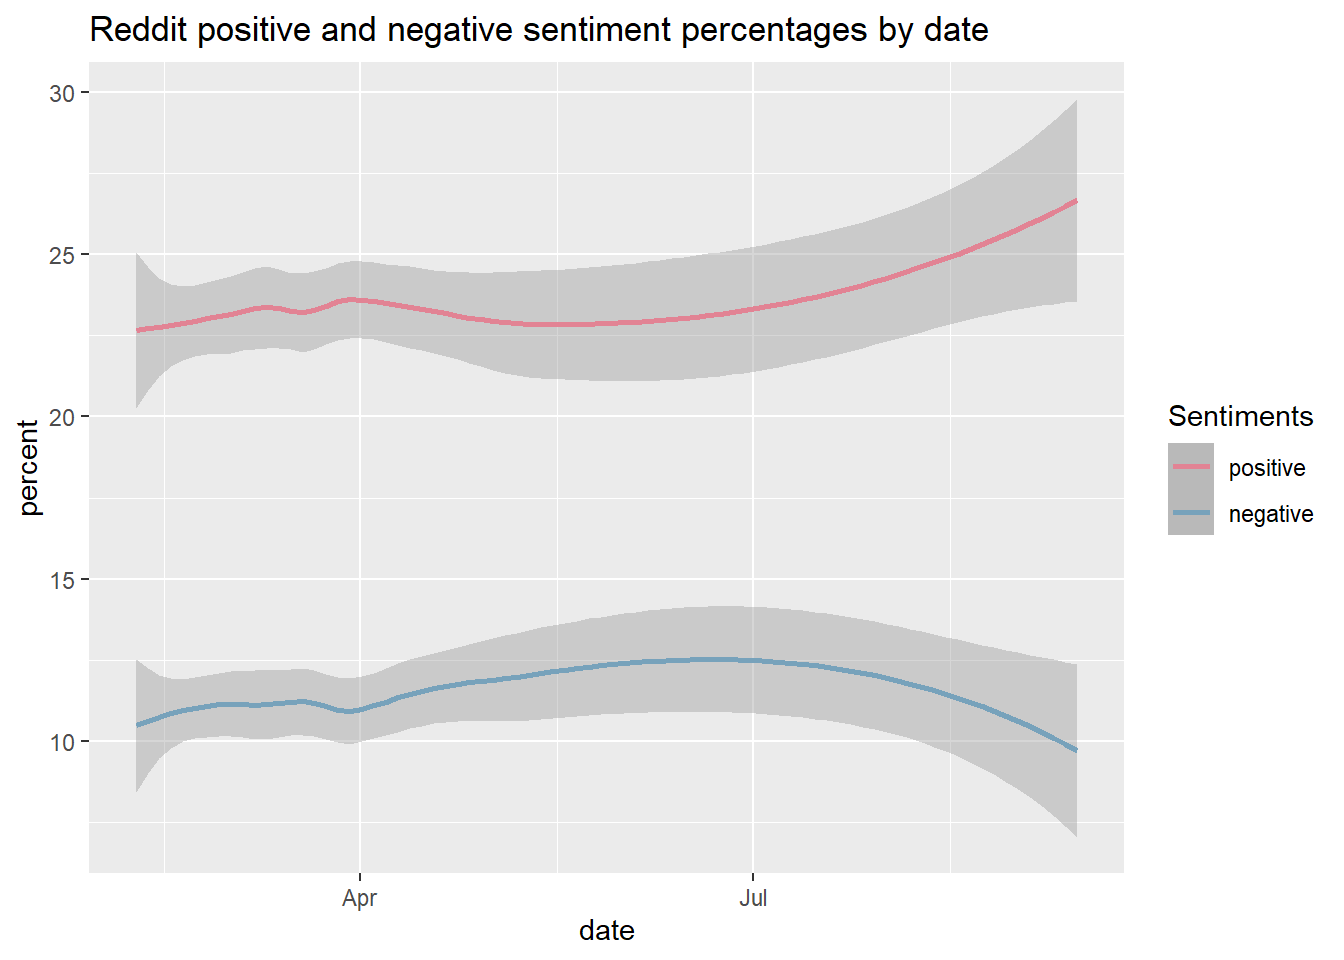 Reddit positive and negative sentiment percentages by date
30
25
20
15
10
percent
Apr
Jul
date
Sentiments
positive
negative